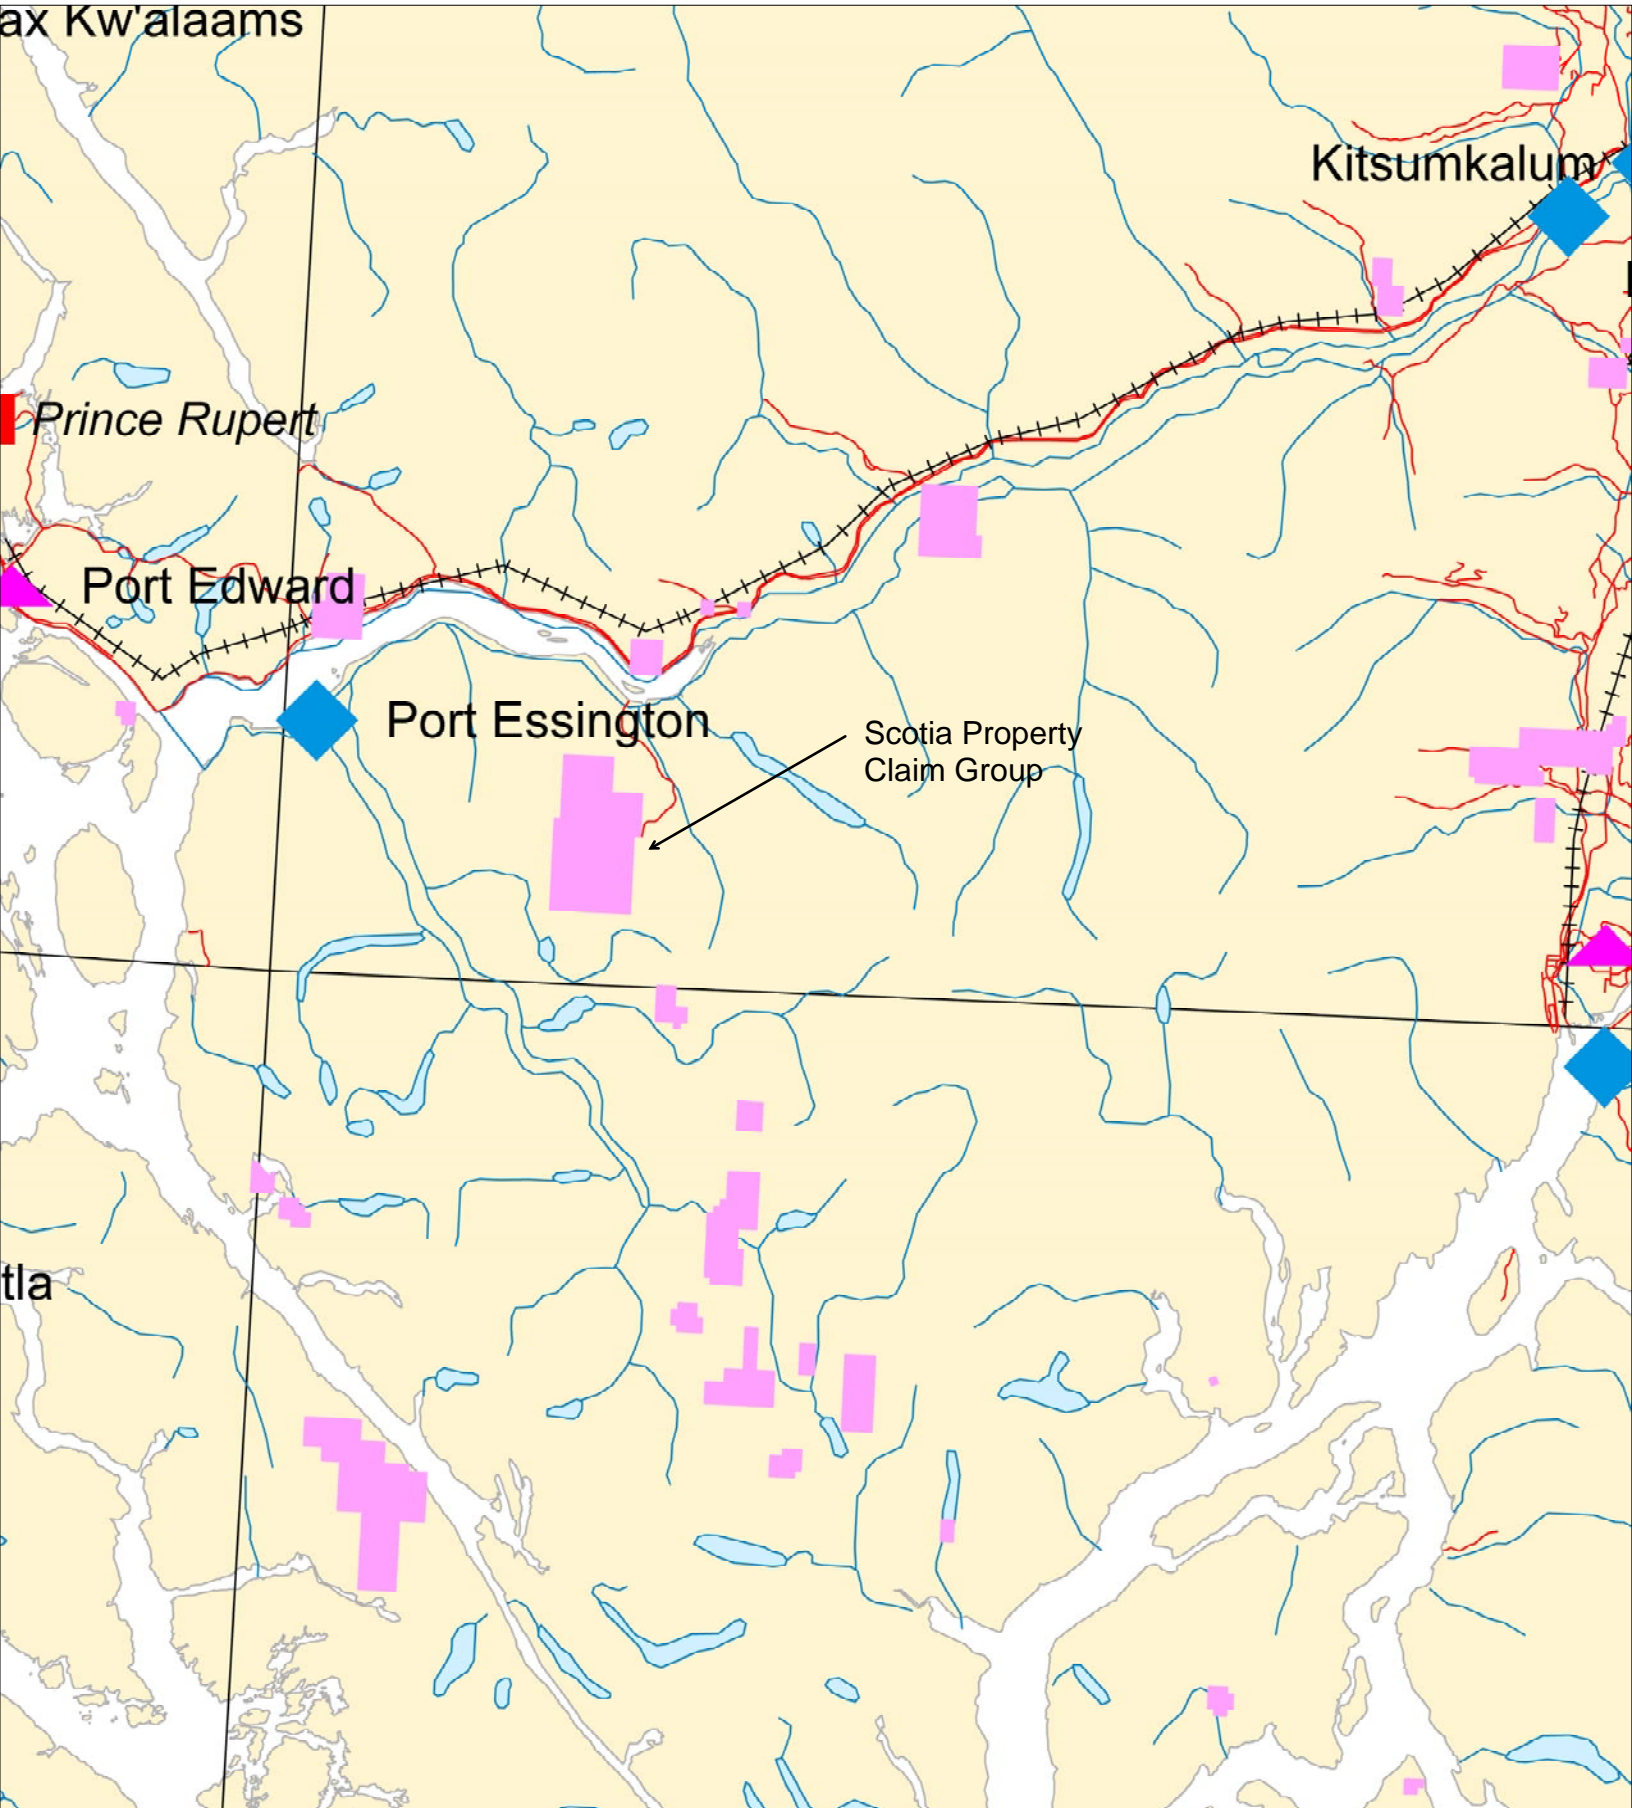 ax Kw'alaams
Kitsumkalum
Prince Rupert
Port Edward
Port Essington
Scotia Property
Claim Group
tla